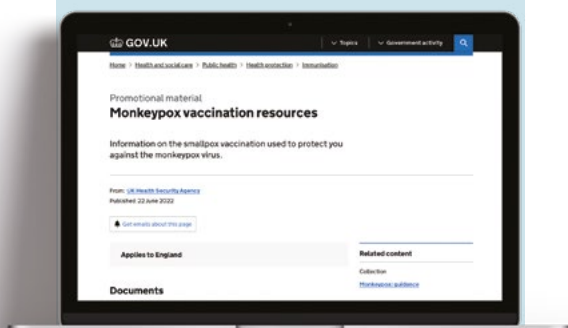 GOV.UK
Topics
Government activity
Home > Health and social care > Public health > Health protection > Immunisation
Promotional material
Monkeypox vaccination resources
Information on the smallpox vaccination used to protect you
against the monkeypox virus.
From: UK Health Security Agency
Published 22 June 2022
Get emails about this page
Applies to England
Related content
Collection
Monkeypox: guidance
Documents